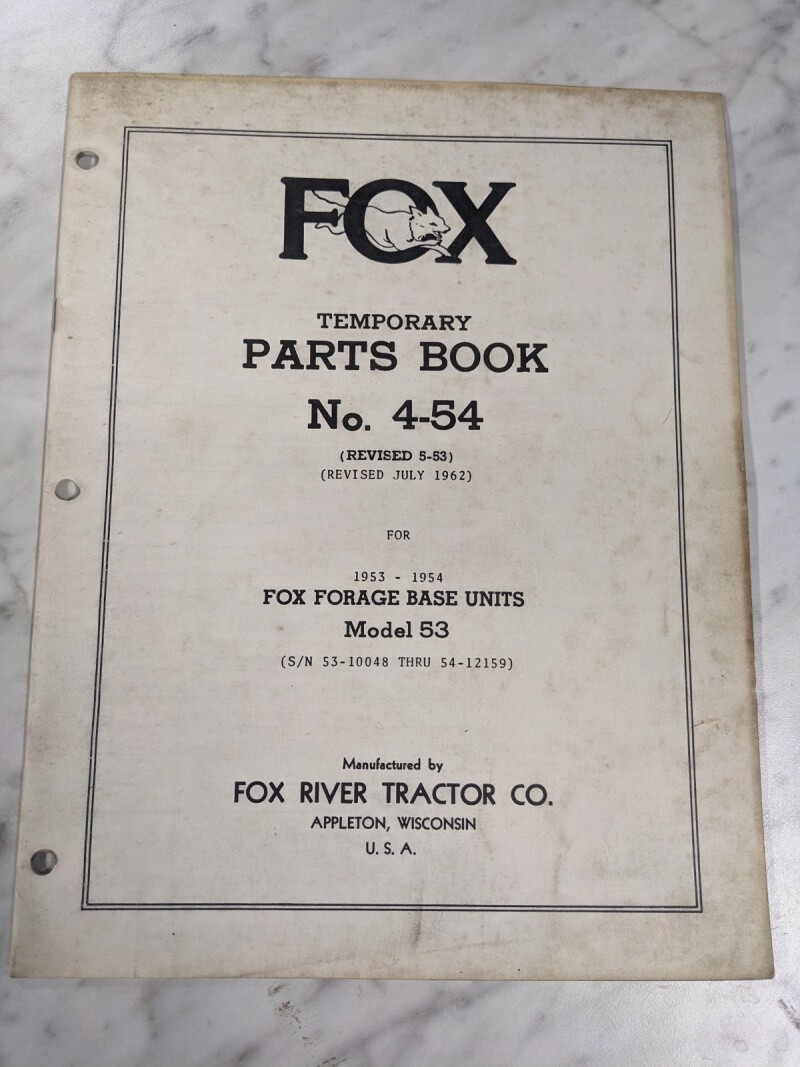 FOX
TEMPORARY
PARTS BOOK
No. 4-54
(REVISED 5-53)
(REVISED JULY 1962)
FOR
1953 - 1954
FOX FORAGE BASE UNITS
Model 53
(S/N 53-10048 THRU 54-12159)
Manufactured by
FOX RIVER TRACTOR CO.
APPLETON, WISCONSIN
U. S. A.